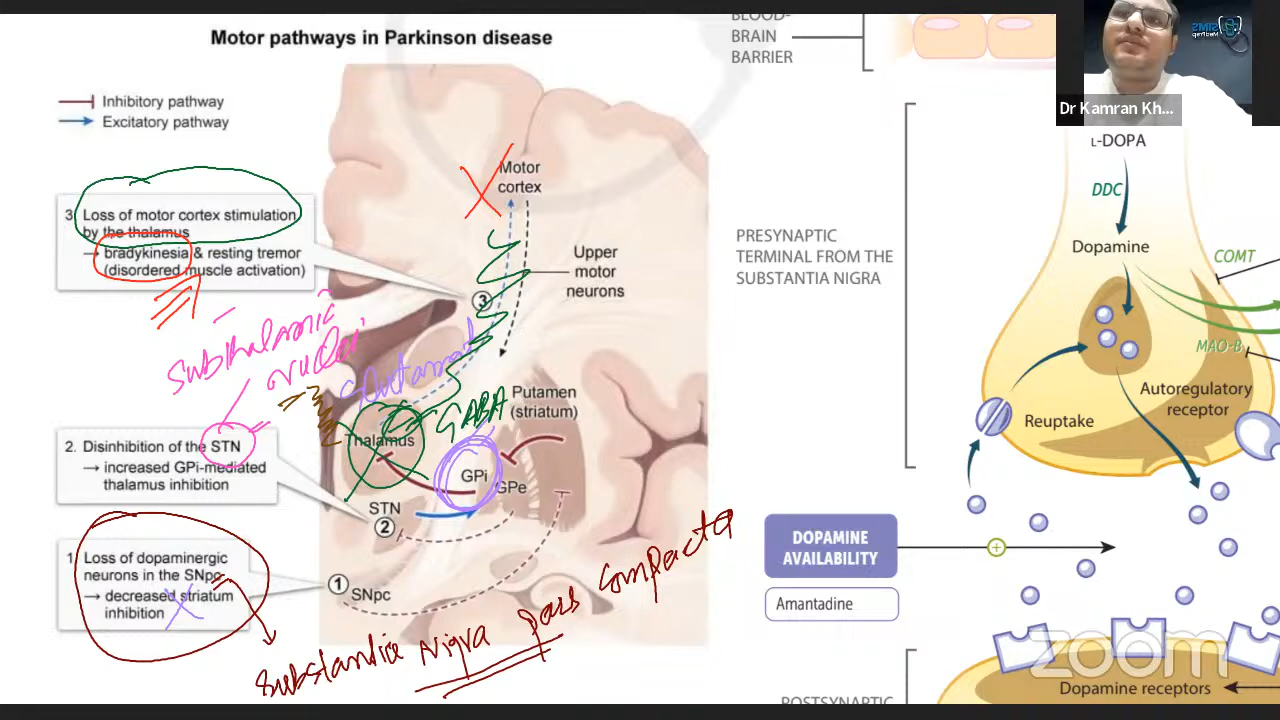 Motor pathways in Parkinson disease
Inhibitory pathway
Excitatory pathway
3. Loss of motor cortex stimulation
by the thalamus
→ bradykinesia & resting tremor
(disordered muscle activation)
Subthalamic
nuclei
2. Disinhibition of the STN
→ increased GPi-mediated
thalamus inhibition
1. Loss of dopaminergic
neurons in the SNpc
→ decreased striatum
inhibition
Motor
cortex
Upper
motor
neurons
3
Glutamate
GABA
Putamen
(striatum)
Thalamus
GPi
GPe
STN
2
1
SNpc
Substantia Nigra pars compacta
BLOOD-
BRAIN
BARRIER
SIMS
Dr Kamran Kh...
L-DOPA
DDC
Dopamine
COMT
MAO-B
PRESYNAPTIC
TERMINAL FROM THE
SUBSTANTIA NIGRA
Autoregulatory
receptor
Reuptake
DOPAMINE
AVAILABILITY
Amantadine
zoom
Dopamine receptors
POSTSYNAPTIC